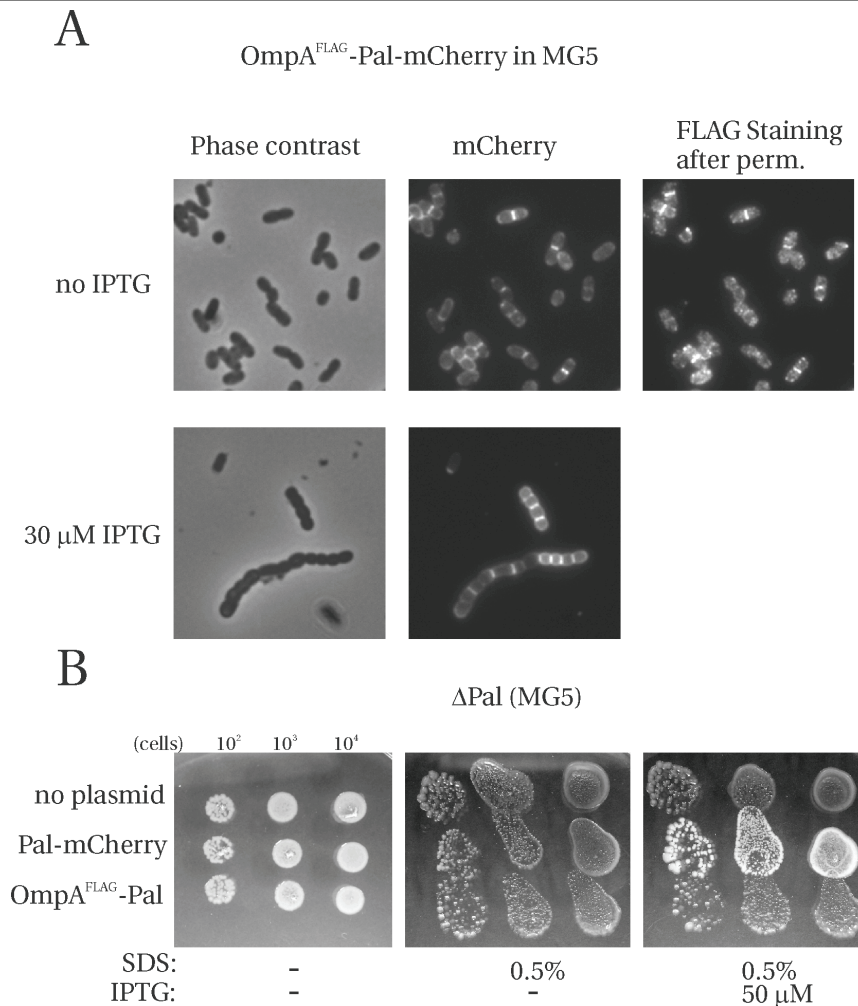 A
OmpAFLAG-Pal-mCherry in MG5
Phase contrast
mCherry
FLAG Staining
after perm.
no IPTG
30 µM IPTG
B
ΔPal (MG5)
(cells) 10² 10³ 10⁴
no plasmid
Pal-mCherry
OmpAFLAG-Pal
SDS: - 0.5% 0.5%
IPTG: - - 50 µM